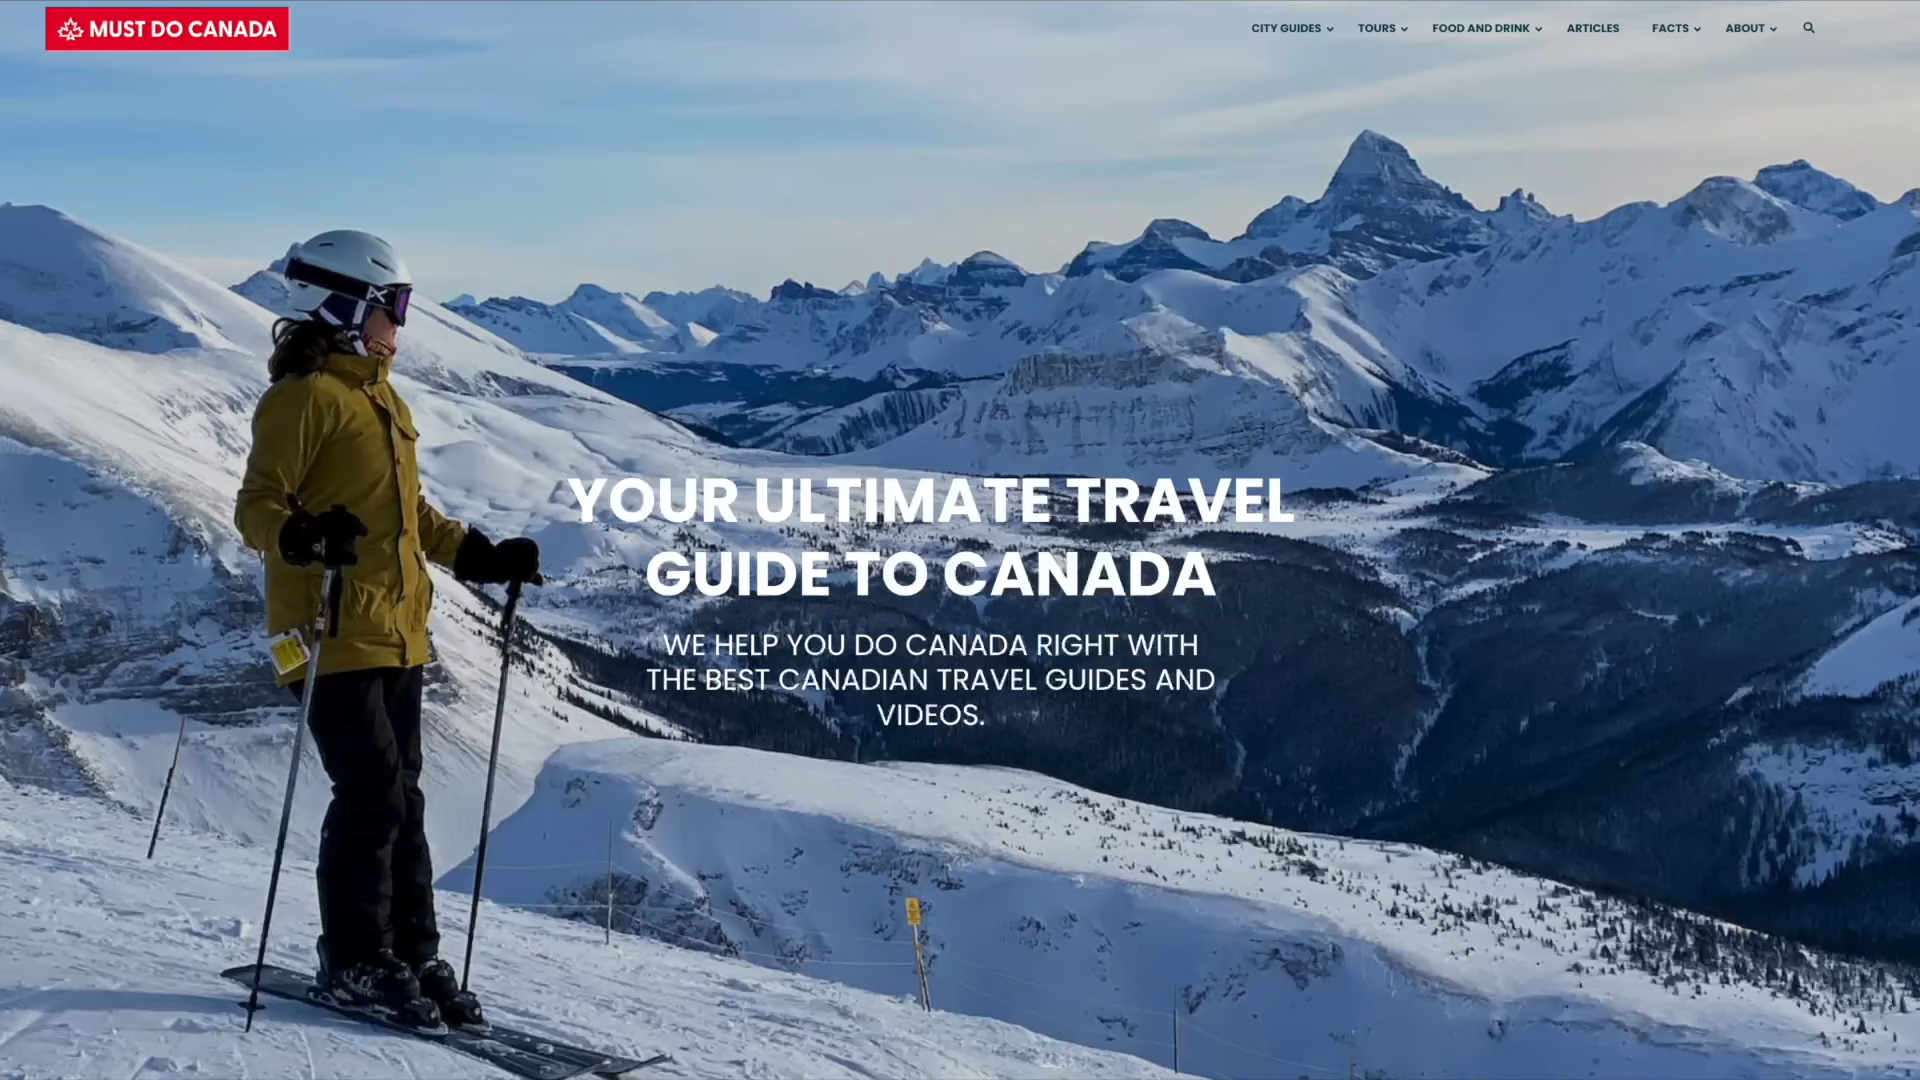 MUST DO CANADA
CITY GUIDES
TOURS
FOOD AND DRINK
ARTICLES
FACTS
ABOUT
YOUR ULTIMATE TRAVEL
GUIDE TO CANADA
WE HELP YOU DO CANADA RIGHT WITH
THE BEST CANADIAN TRAVEL GUIDES AND
VIDEOS.